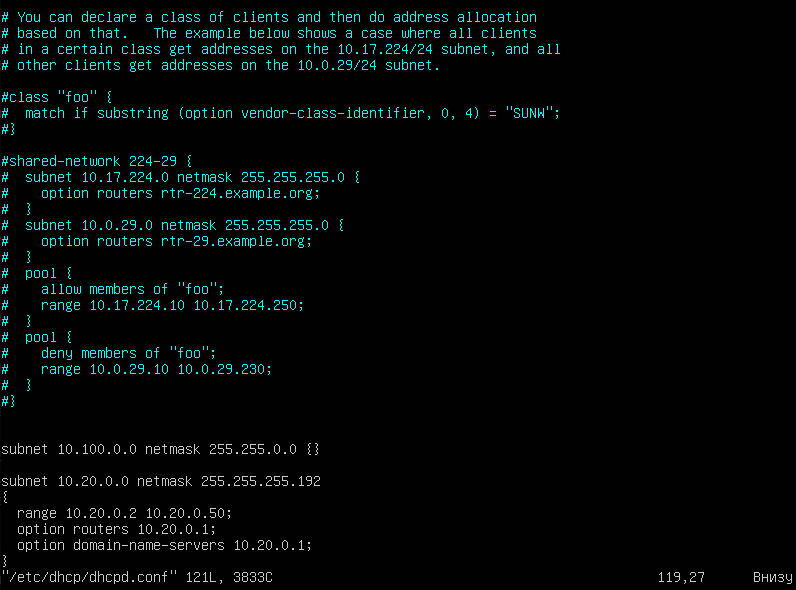 # You can declare a class of clients and then do address allocation
# based on that.   The example below shows a case where all clients
# in a certain class get addresses on the 10.17.224/24 subnet, and all
# other clients get addresses on the 10.0.29/24 subnet.

#class "foo" {
#  match if substring (option vendor-class-identifier, 0, 4) = "SUNW";
#}

#shared-network 224-29 {
#  subnet 10.17.224.0 netmask 255.255.255.0 {
#    option routers rtr-224.example.org;
#  }
#  subnet 10.0.29.0 netmask 255.255.255.0 {
#    option routers rtr-29.example.org;
#  }
#  pool {
#    allow members of "foo";
#    range 10.17.224.10 10.17.224.250;
#  }
#  pool {
#    deny members of "foo";
#    range 10.0.29.10 10.0.29.230;
#  }
#}

subnet 10.100.0.0 netmask 255.255.0.0 {}

subnet 10.20.0.0 netmask 255.255.255.192
{
  range 10.20.0.2 10.20.0.50;
  option routers 10.20.0.1;
  option domain-name-servers 10.20.0.1;
}
"/etc/dhcp/dhcpd.conf" 121L, 3833C 119,27 Внизу